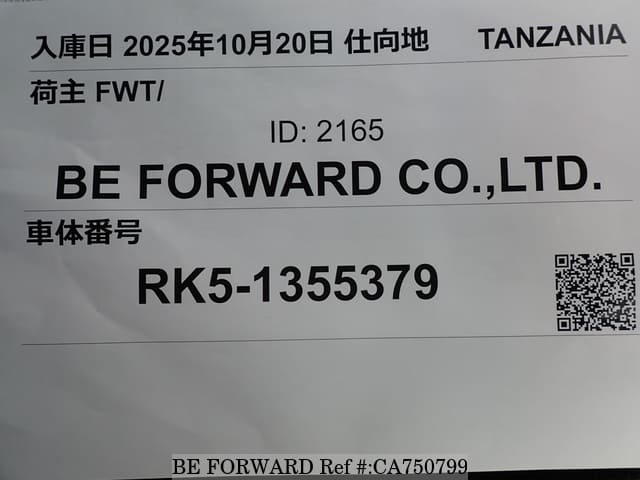 入庫日 2025年10月20日 仕向地 TANZANIA
荷主 FWT/
ID: 2165
BE FORWARD CO.,LTD.
車体番号
RK5-1355379
BE FORWARD Ref #:CA750799